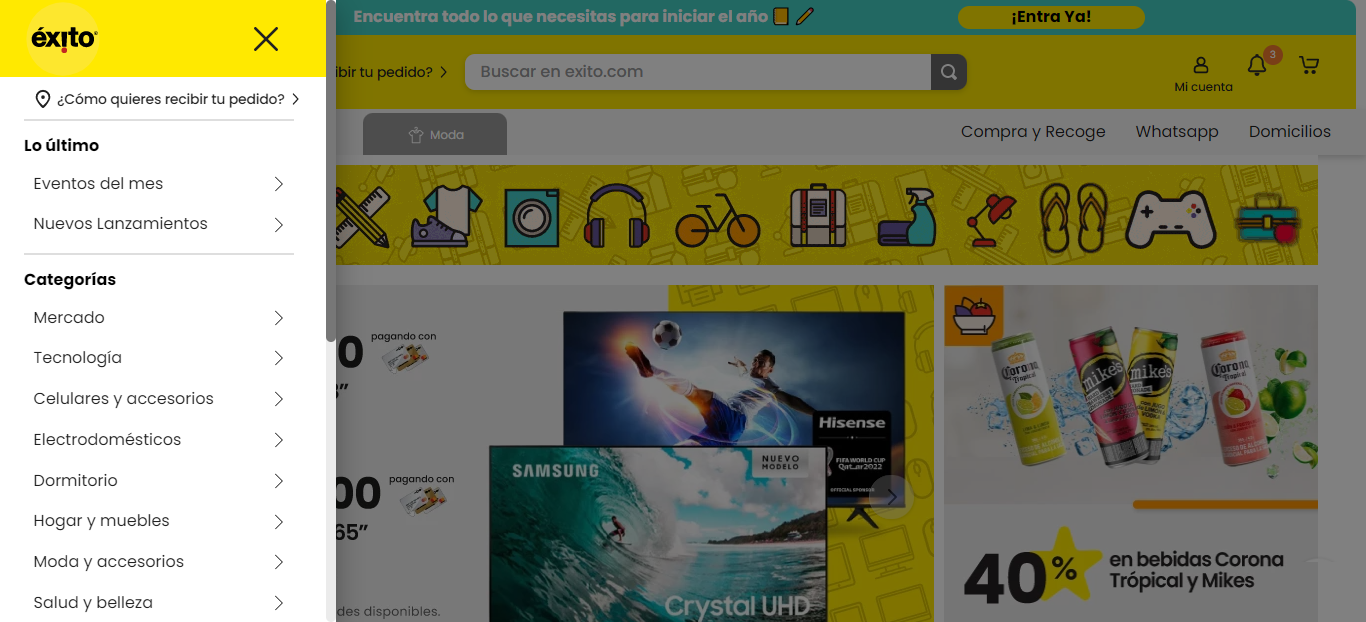 éxito
¿Cómo quieres recibir tu pedido?
Lo último
Eventos del mes
Nuevos Lanzamientos
Categorías
Mercado
Tecnología
Celulares y accesorios
Electrodomésticos
Dormitorio
Hogar y muebles
Moda y accesorios
Salud y belleza
Encuentra todo lo que necesitas para iniciar el año
¡Entra Ya!
ibir tu pedido?
Buscar en exito.com
3
Mi cuenta
Moda
Compra y Recoge
Whatsapp
Domicilios
0
pagando con
00
pagando con
65”
des disponibles.
Hisense
FIFA WORLD CUP
Qatar2022
OFFICIAL SPONSOR
SAMSUNG
NUEVO
MODELO
Crystal UHD
Corona
Tropical
mike's
mike's
Corona
Tropical
40%
en bebidas Corona
Trópical y Mikes